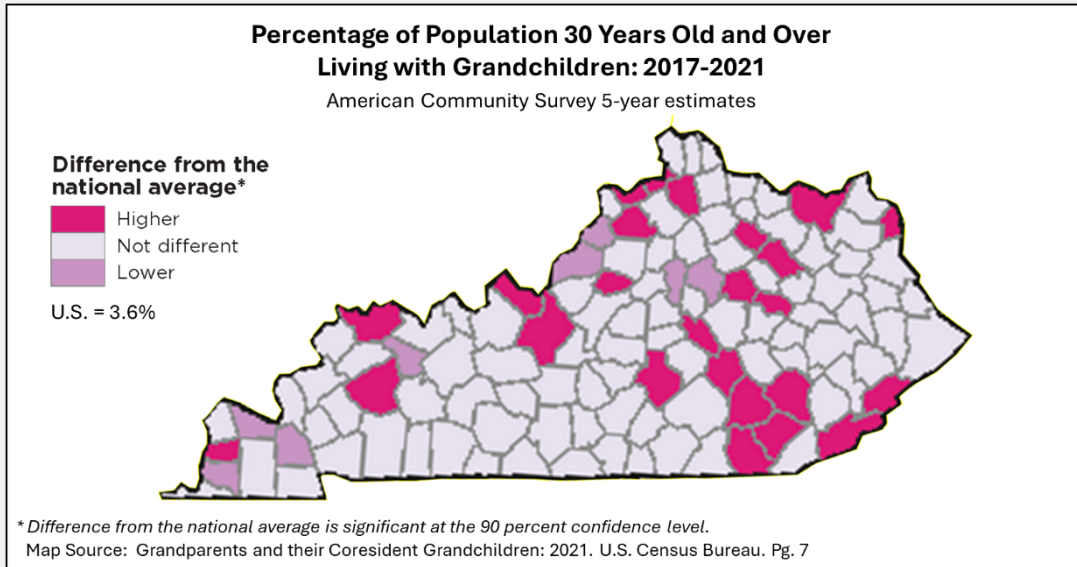 Percentage of Population 30 Years Old and Over
Living with Grandchildren: 2017-2021
American Community Survey 5-year estimates
Difference from the
national average*
Higher
Not different
Lower
U.S. = 3.6%
* Difference from the national average is significant at the 90 percent confidence level.
Map Source: Grandparents and their Coresident Grandchildren: 2021. U.S. Census Bureau. Pg. 7